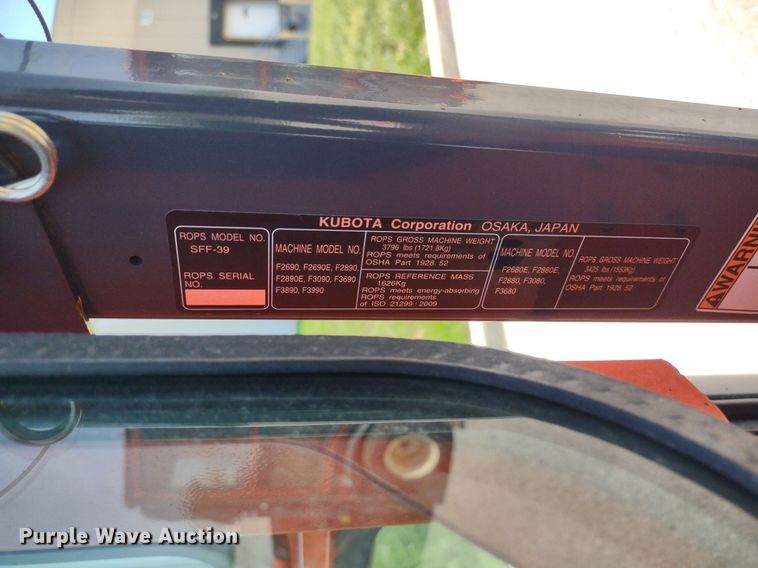 KUBOTA Corporation OSAKA, JAPAN
ROPS MODEL NO.
SFF-39
ROPS SERIAL
NO.
MACHINE MODEL NO.
F2690, F2690E, F2890,
F2890E, F3090, F3690
F3890, F3990
ROPS GROSS MACHINE WEIGHT
3796 lbs (1721.8Kg)
ROPS meets requirements of
OSHA Part 1928. 52
ROPS REFERENCE MASS
1626Kg
ROPS meets energy-absorbing
ROPS requirements
of ISO 21299 : 2009
MACHINE MODEL NO.
F2680E, F2880E,
F2880, F3080,
F3680
ROPS GROSS MACHINE WEIGHT
3425 lbs (1553Kg)
ROPS meets requirements of
OSHA Part 1928. 52
WARNIN
Purple Wave Auction